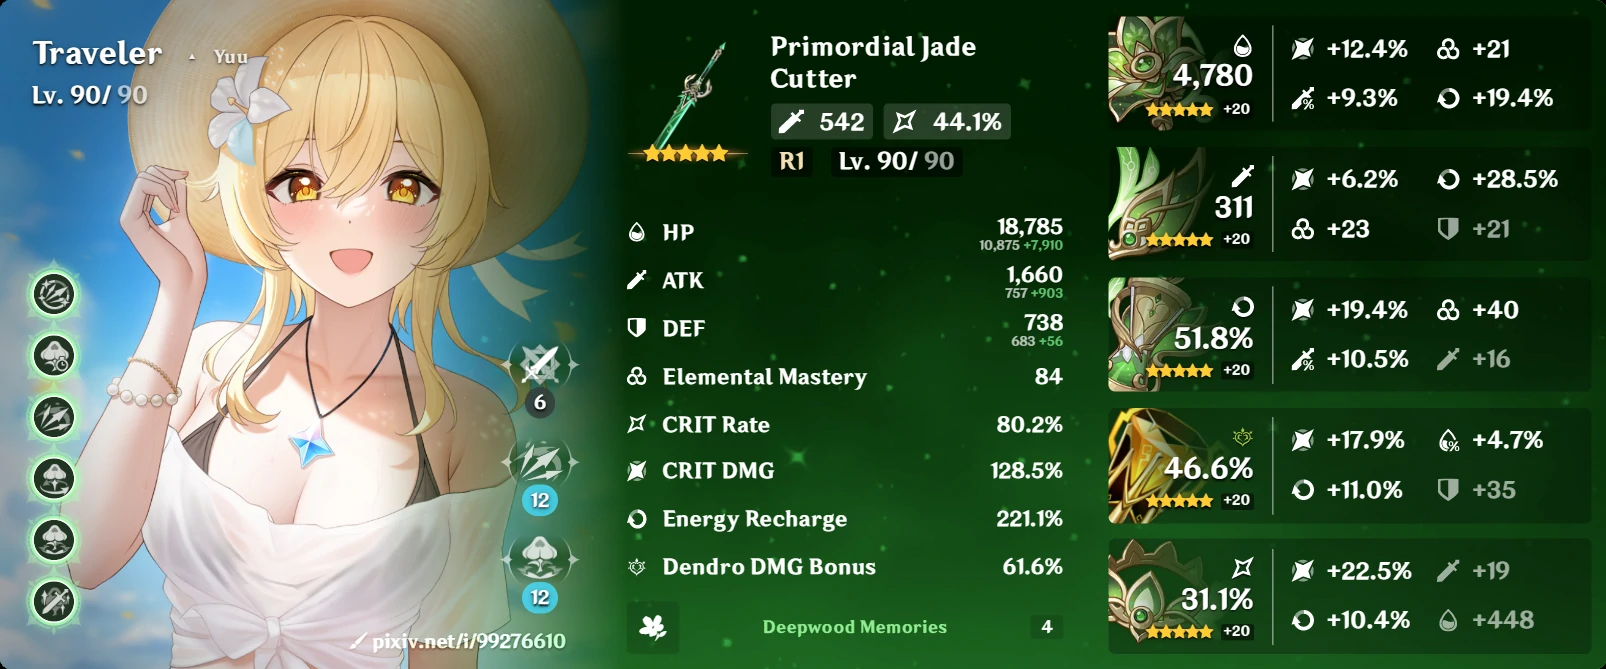 Traveler · Yuu
Lv. 90/ 90
6
12
12
pixiv.net/i/99276610
Primordial Jade
Cutter
542 44.1%
R1 Lv. 90/ 90
HP 18,785
10,875 +7,910
ATK 1,660
757 +903
DEF 738
683 +56
Elemental Mastery 84
CRIT Rate 80.2%
CRIT DMG 128.5%
Energy Recharge 221.1%
Dendro DMG Bonus 61.6%
Deepwood Memories 4
4,780
+20
+12.4% +21
+9.3% +19.4%
311
+20
+6.2% +28.5%
+23 +21
51.8%
+20
+19.4% +40
+10.5% +16
46.6%
+20
+17.9% +4.7%
+11.0% +35
31.1%
+20
+22.5% +19
+10.4% +448